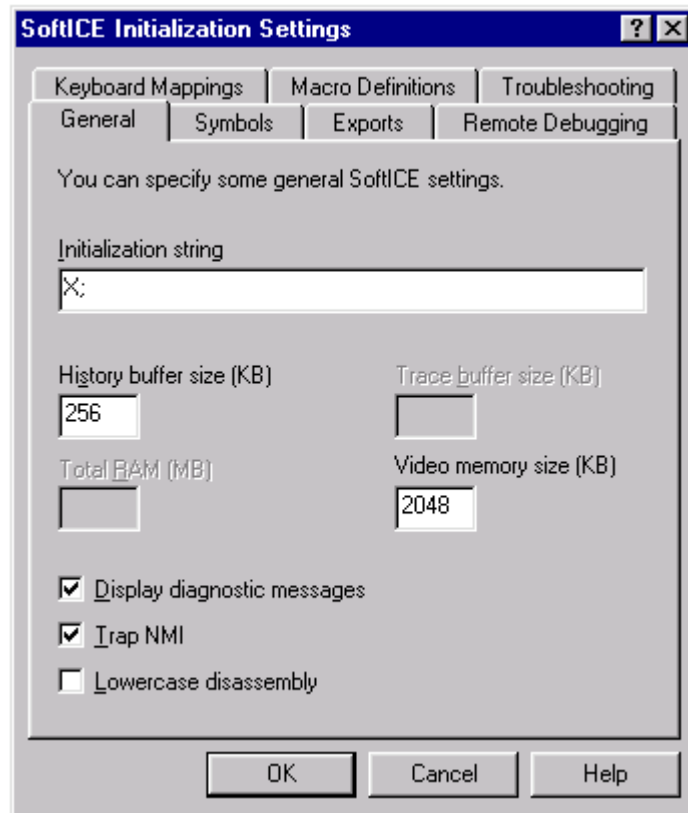 SoftICE Initialization Settings ? ×
Keyboard Mappings Macro Definitions Troubleshooting
General Symbols Exports Remote Debugging
You can specify some general SoftICE settings.
Initialization string
X;
History buffer size (KB) Trace buffer size (KB)
256
Total RAM (MB) Video memory size (KB)
2048
Display diagnostic messages
Trap NMI
Lowercase disassembly
OK Cancel Help